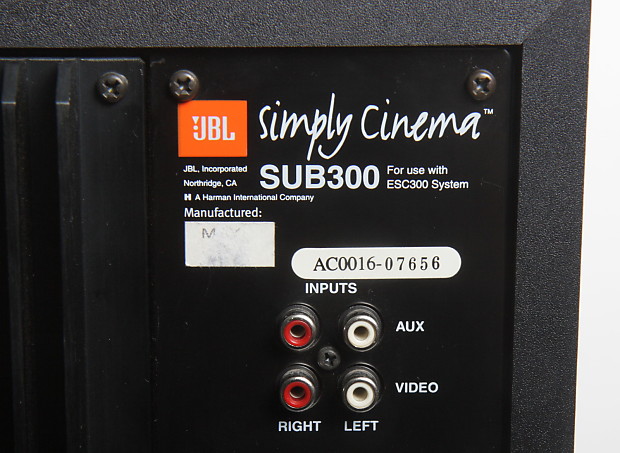 JBL
Simply Cinema™
JBL, Incorporated
Northridge, CA
H A Harman International Company
SUB300
For use with
ESC300 System
Manufactured:
M
AC0016-07656
INPUTS
AUX
VIDEO
RIGHT LEFT